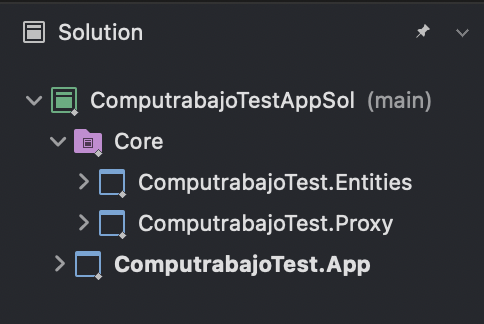 Solution
ComputrabajoTestAppSol (main)
Core
ComputrabajoTest.Entities
ComputrabajoTest.Proxy
ComputrabajoTest.App